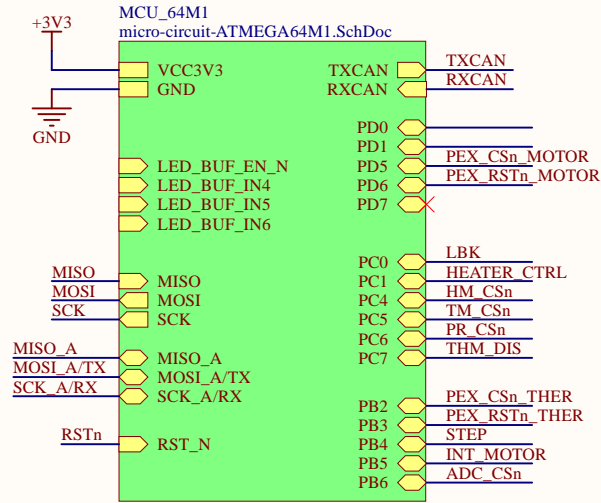 MCU_64M1
micro-circuit-ATMEGA64M1.SchDoc
+3V3
VCC3V3
GND
GND
LED_BUF_EN_N
LED_BUF_IN4
LED_BUF_IN5
LED_BUF_IN6
MISO MISO
MOSI MOSI
SCK SCK
MISO_A MISO_A
MOSI_A/TX MOSI_A/TX
SCK_A/RX SCK_A/RX
RSTn RST_N
TXCAN TXCAN
RXCAN RXCAN
PD0
PD1
PD5 PEX_CSn_MOTOR
PD6 PEX_RSTn_MOTOR
PD7
PC0 LBK
PC1 HEATER_CTRL
PC4 HM_CSn
PC5 TM_CSn
PC6 PR_CSn
PC7 THM_DIS
PB2 PEX_CSn_THER
PB3 PEX_RSTn_THER
PB4 STEP
PB5 INT_MOTOR
PB6 ADC_CSn